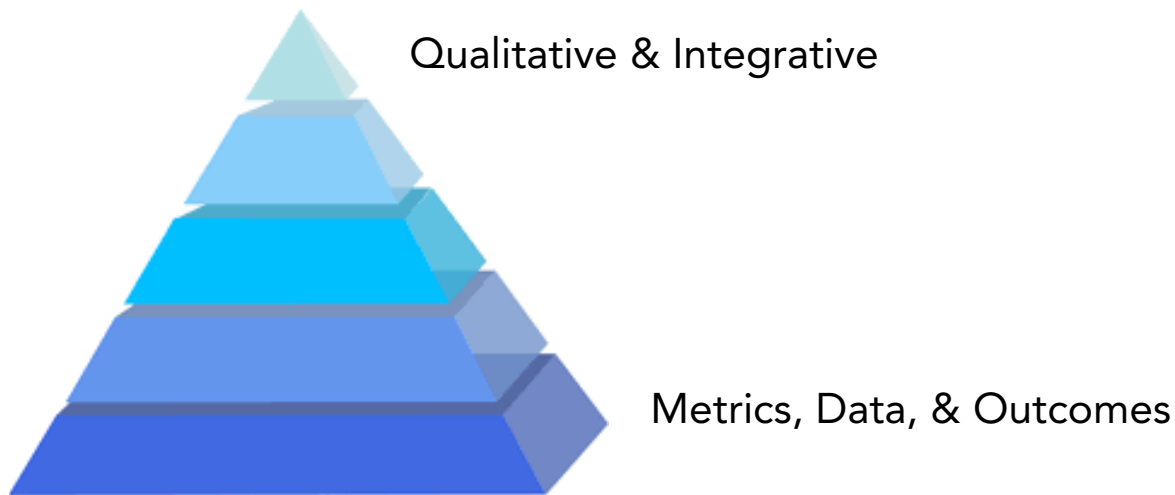 Qualitative & Integrative
Metrics, Data, & Outcomes